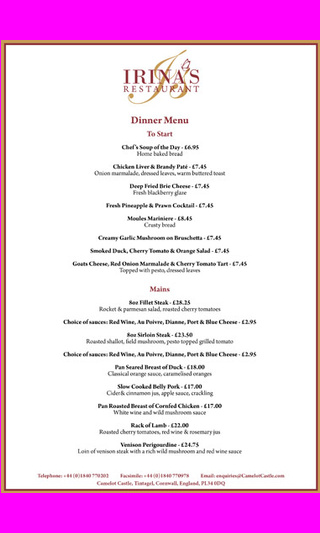 IRINA'S
RESTAURANT
Dinner Menu
To Start
Chef's Soup of the Day - £6.95
Home baked bread
Chicken Liver & Brandy Paté - £7.45
Onion marmalade, dressed leaves, warm buttered toast
Deep Fried Brie Cheese - £7.45
Fresh blackberry glaze
Fresh Pineapple & Prawn Cocktail - £7.45
Moules Mariniere - £8.45
Crusty bread
Creamy Garlic Mushroom on Bruschetta - £7.45
Smoked Duck, Cherry Tomato & Orange Salad - £7.45
Goats Cheese, Red Onion Marmalade & Cherry Tomato Tart - £7.45
Topped with pesto, dressed leaves
Mains
8oz Fillet Steak - £28.25
Rocket & parmesan salad, roasted cherry tomatoes
Choice of sauces: Red Wine, Au Poivre, Dianne, Port & Blue Cheese - £2.95
8oz Sirloin Steak - £23.50
Roasted shallot, field mushroom, pesto topped grilled tomato
Choice of sauces: Red Wine, Au Poivre, Dianne, Port & Blue Cheese - £2.95
Pan Seared Breast of Duck - £18.00
Classical orange sauce, caramelised oranges
Slow Cooked Belly Pork - £17.00
Cider& cinnamon jus, apple sauce, crackling
Pan Roasted Breast of Cornfed Chicken - £17.00
White wine and wild mushroom sauce
Rack of Lamb - £22.00
Roasted cherry tomatoes, red wine & rosemary jus
Venison Perigourdine - £24.75
Loin of venison steak with a rich wild mushroom and red wine sauce
Telephone: +44 (0)1840 770202 Facsimile: +44 (0)1840 770978 Email: enquiries@CamelotCastle.com
Camelot Castle, Tintagel, Cornwall, England, PL34 0DQ